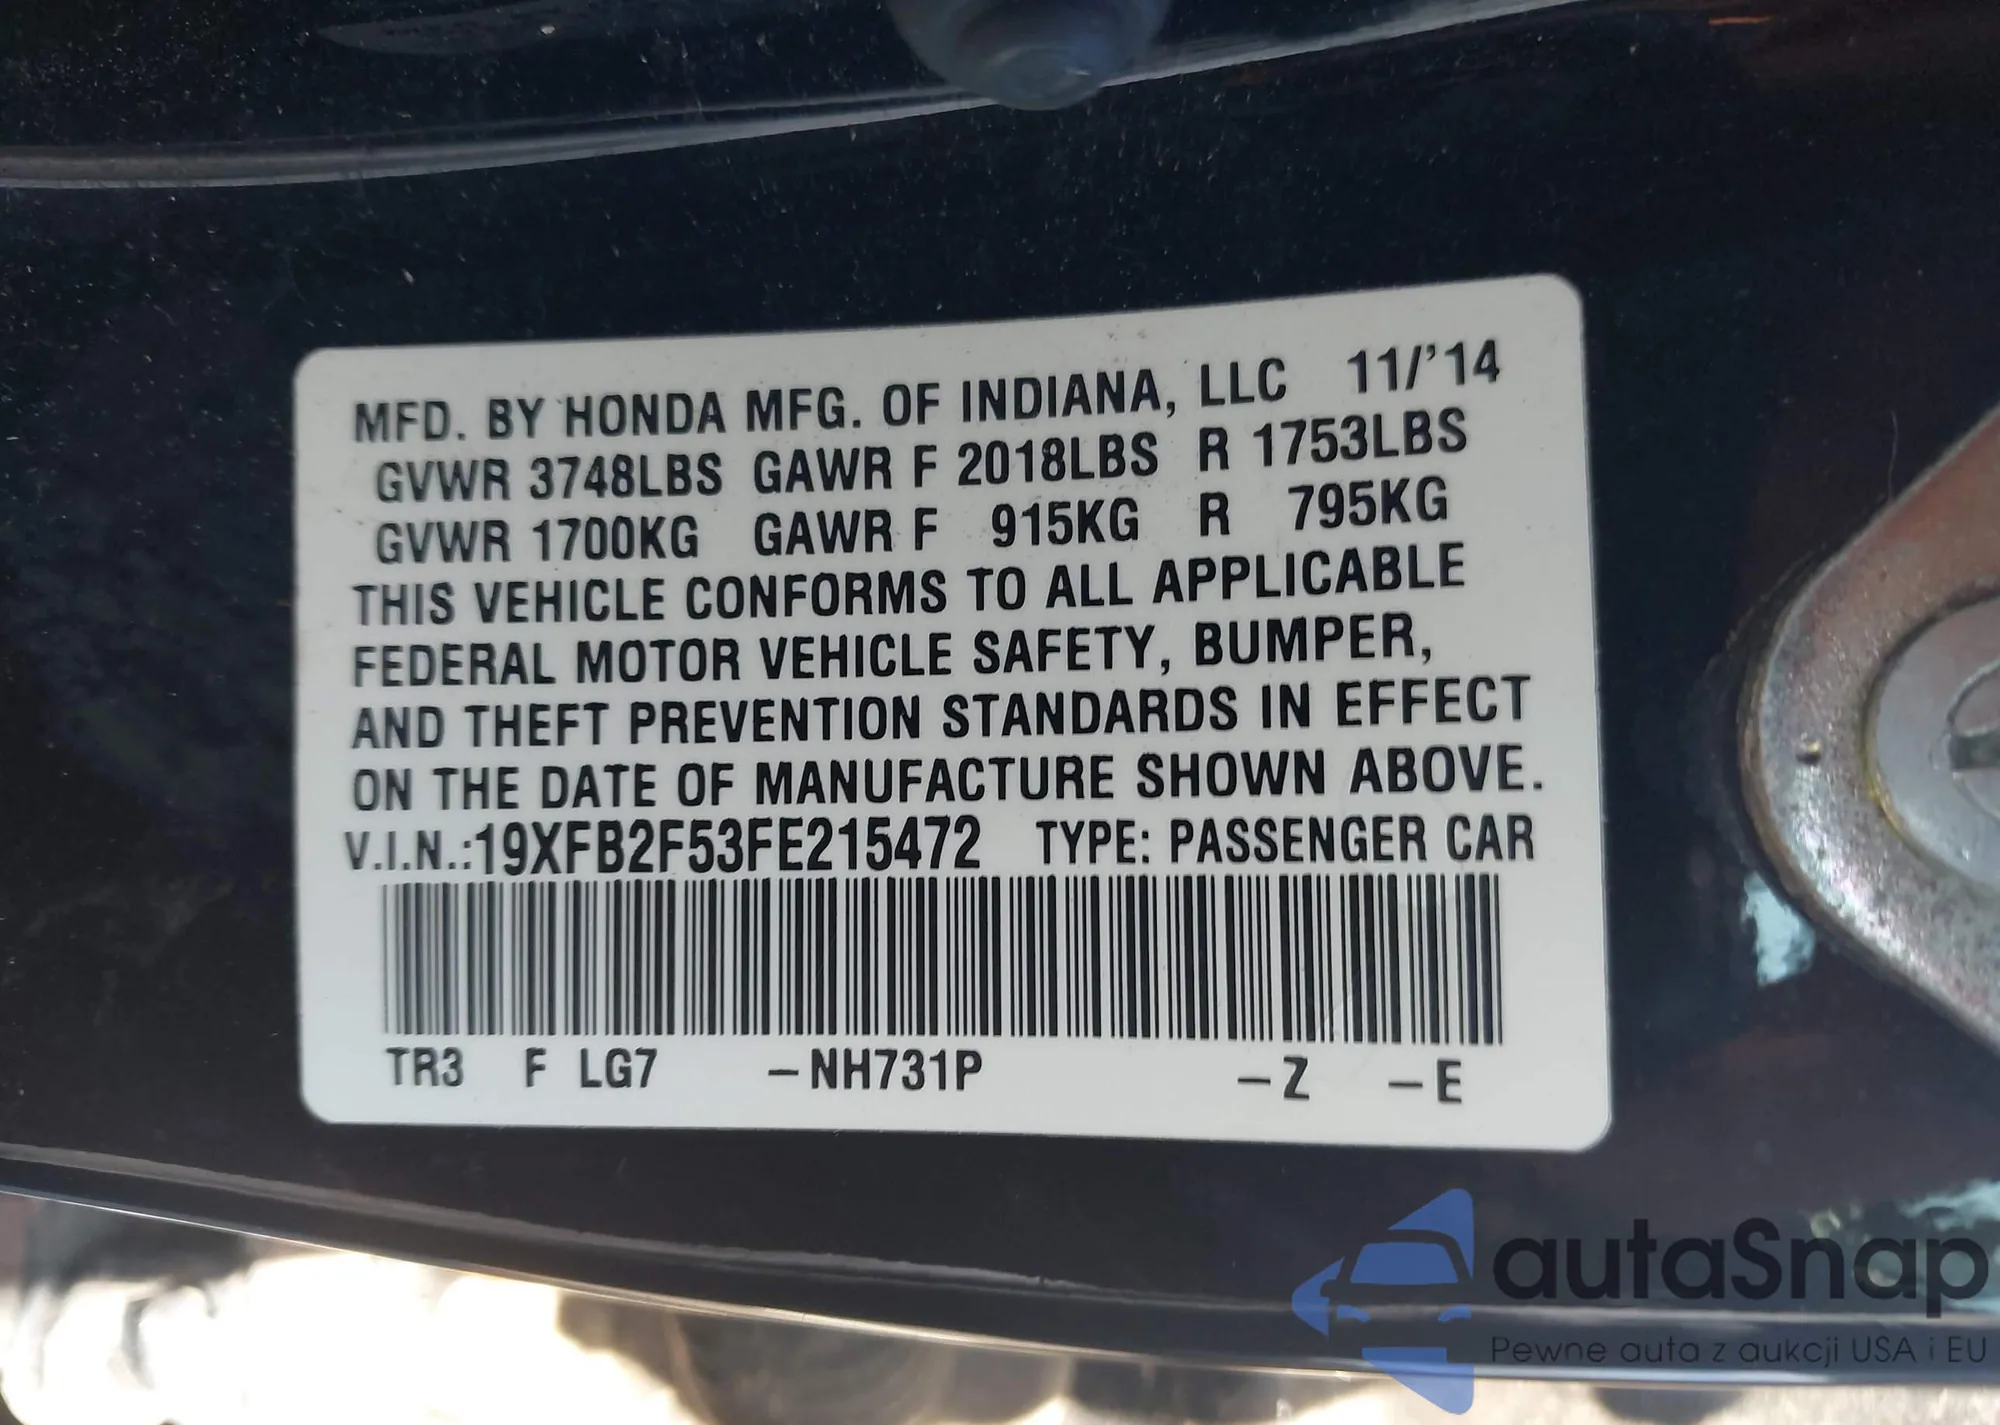 MFD. BY HONDA MFG. OF INDIANA, LLC 11/'14
GVWR 3748LBS GAWR F 2018LBS R 1753LBS
GVWR 1700KG GAWR F 915KG R 795KG
THIS VEHICLE CONFORMS TO ALL APPLICABLE
FEDERAL MOTOR VEHICLE SAFETY, BUMPER,
AND THEFT PREVENTION STANDARDS IN EFFECT
ON THE DATE OF MANUFACTURE SHOWN ABOVE.
V.I.N.:19XFB2F53FE215472 TYPE: PASSENGER CAR
TR3 F LG7 –NH731P –Z –E
autaSnap
Pewne auta z aukcji USA i EU